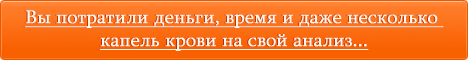 Вы потратили деньги, время и даже несколько
капель крови на свой анализ...